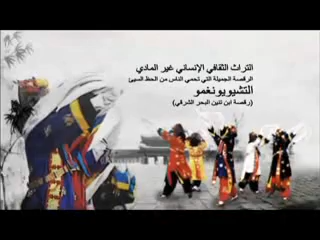 التراث الثقافي الإنساني غير المادي
الرقصة الجميلة التي تحمي الناس من الحظ السيئ
التشيويونغمو
(رقصة ابن تنين البحر الشرقي)